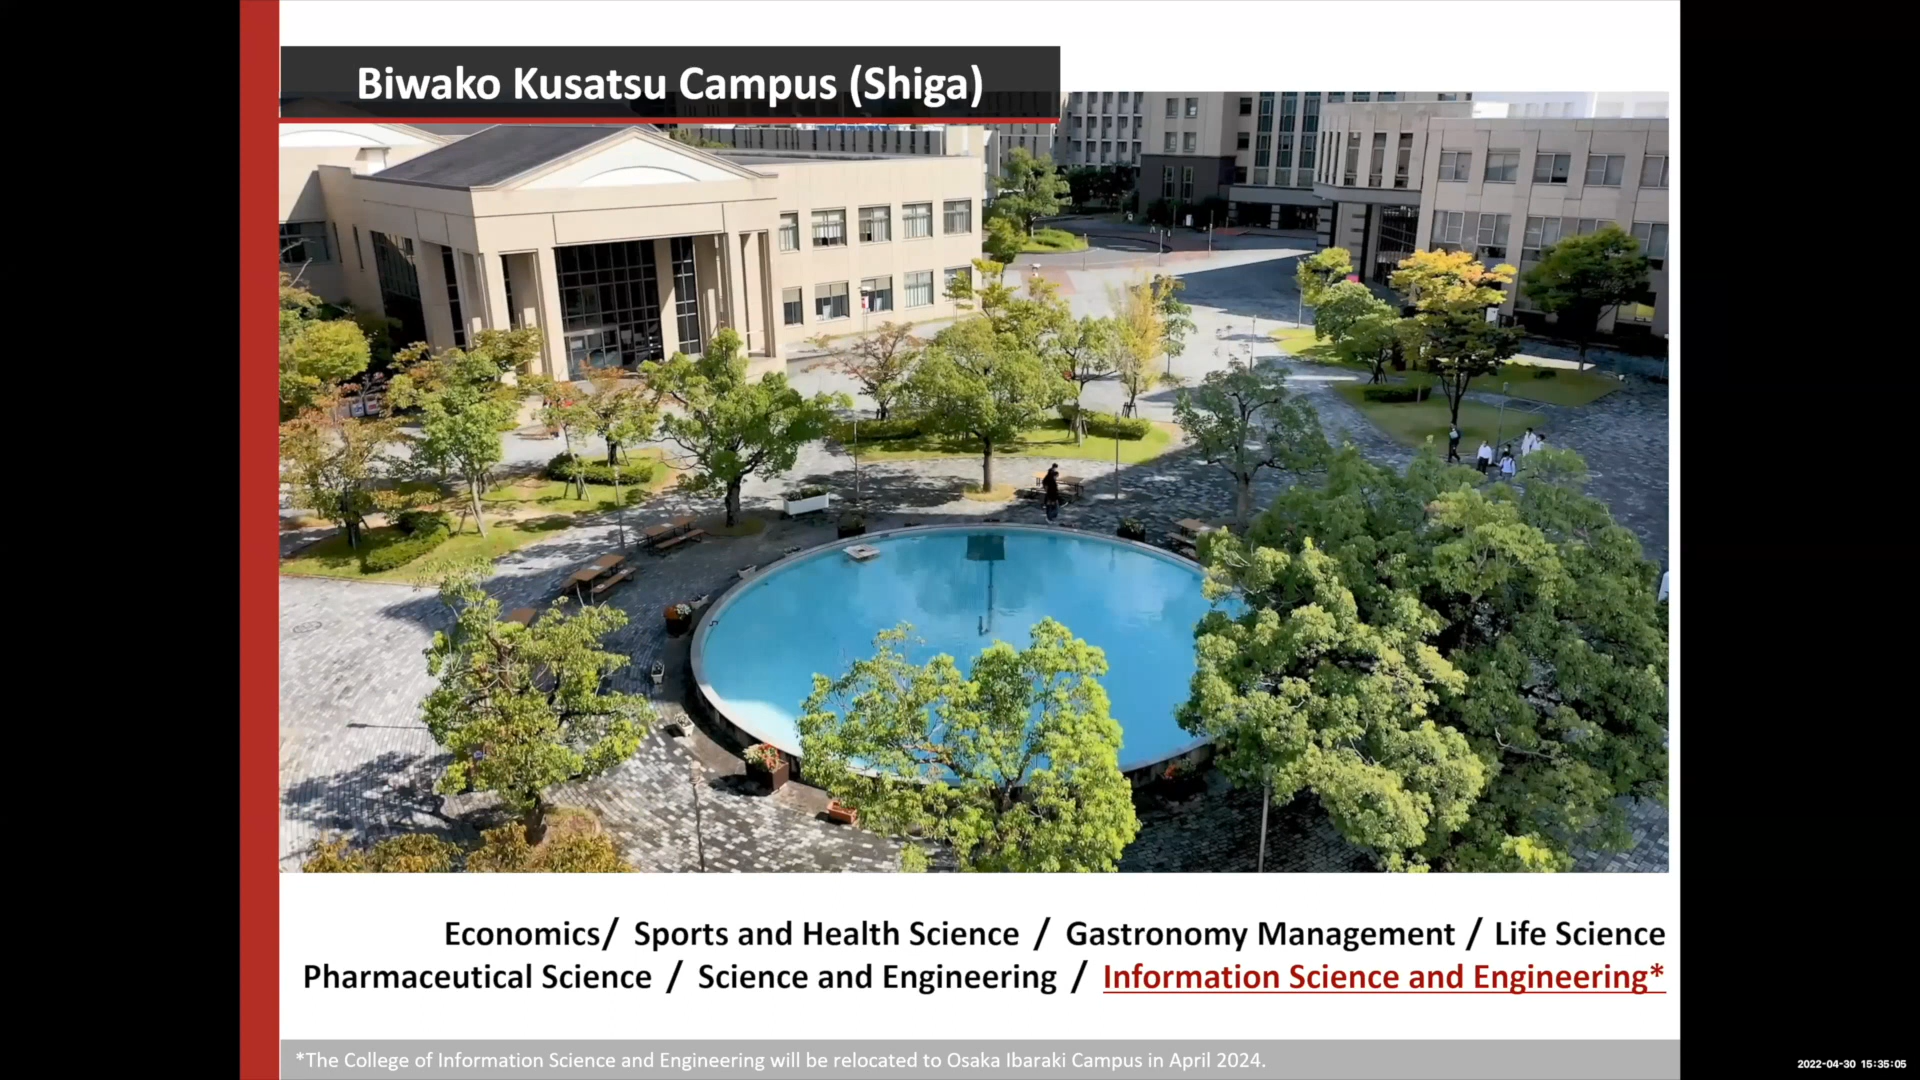 Biwako Kusatsu Campus (Shiga)
Economics/ Sports and Health Science / Gastronomy Management / Life Science
Pharmaceutical Science / Science and Engineering / Information Science and Engineering*
*The College of Information Science and Engineering will be relocated to Osaka Ibaraki Campus in April 2024.
2022-04-30 15:35:05